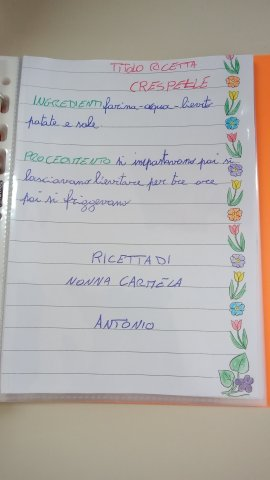 TITOLO RICETTA
CRESPELLE
INGREDIENTI farina-acqua-lievito
patate e sale
PROCEDIMENTO si impastavano poi si
lasciavano lievitare per tre ore
poi si friggevano
RICETTA DI
NONNA CARMELA
ANTONIO